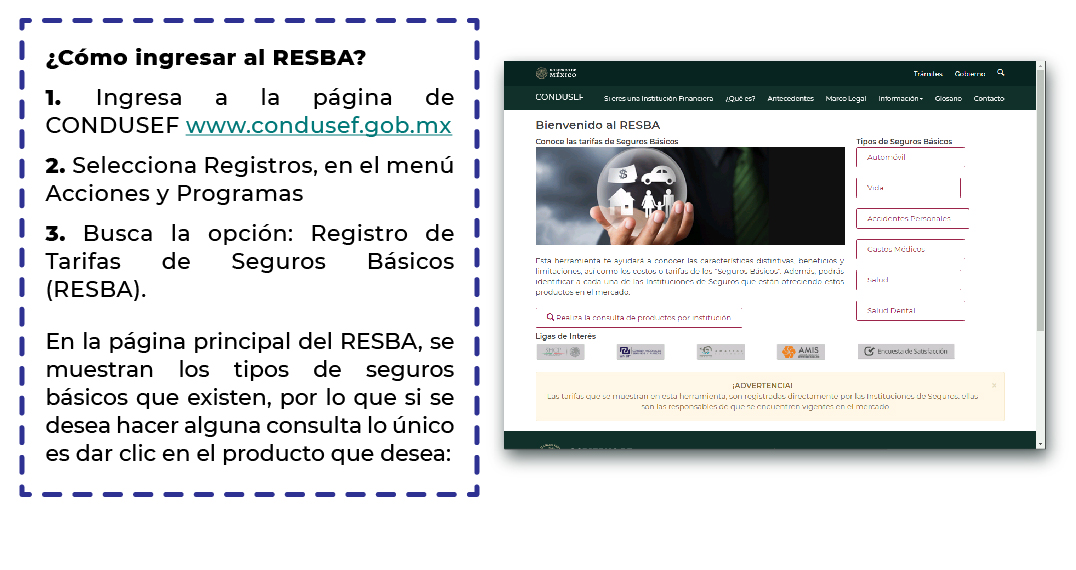 ¿Cómo ingresar al RESBA?
1. Ingresa a la página de
CONDUSEF www.condusef.gob.mx
2. Selecciona Registros, en el menú
Acciones y Programas
3. Busca la opción: Registro de
Tarifas de Seguros Básicos
(RESBA).
En la página principal del RESBA, se
muestran los tipos de seguros
básicos que existen, por lo que si se
desea hacer alguna consulta lo único
es dar clic en el producto que desea:
MÉXICO
Trámites Gobierno
CONDUSEF Si eres una Institución Financiera ¿Qué es? Antecedentes Marco Legal Información Glosario Contacto
Bienvenido al RESBA
Conoce las tarifas de Seguros Básicos
$
Esta herramienta te ayudará a conocer las características distintivas, beneficios y
limitaciones, así como los costos o tarifas de los "Seguros Básicos". Además, podrás
identificar a cada una de las Instituciones de Seguros que están ofreciendo estos
productos en el mercado.
Realiza la consulta de productos por institución
Ligas de Interés
AMIS
Encuesta de Satisfacción
Tipos de Seguros Básicos
Automóvil
Vida
Accidentes Personales
Gastos Médicos
Salud
Salud Dental
¡ADVERTENCIA! ×
Las tarifas que se muestran en esta herramienta, son registradas directamente por las Instituciones de Seguros, ellas
son las responsables de que se encuentren vigentes en el mercado